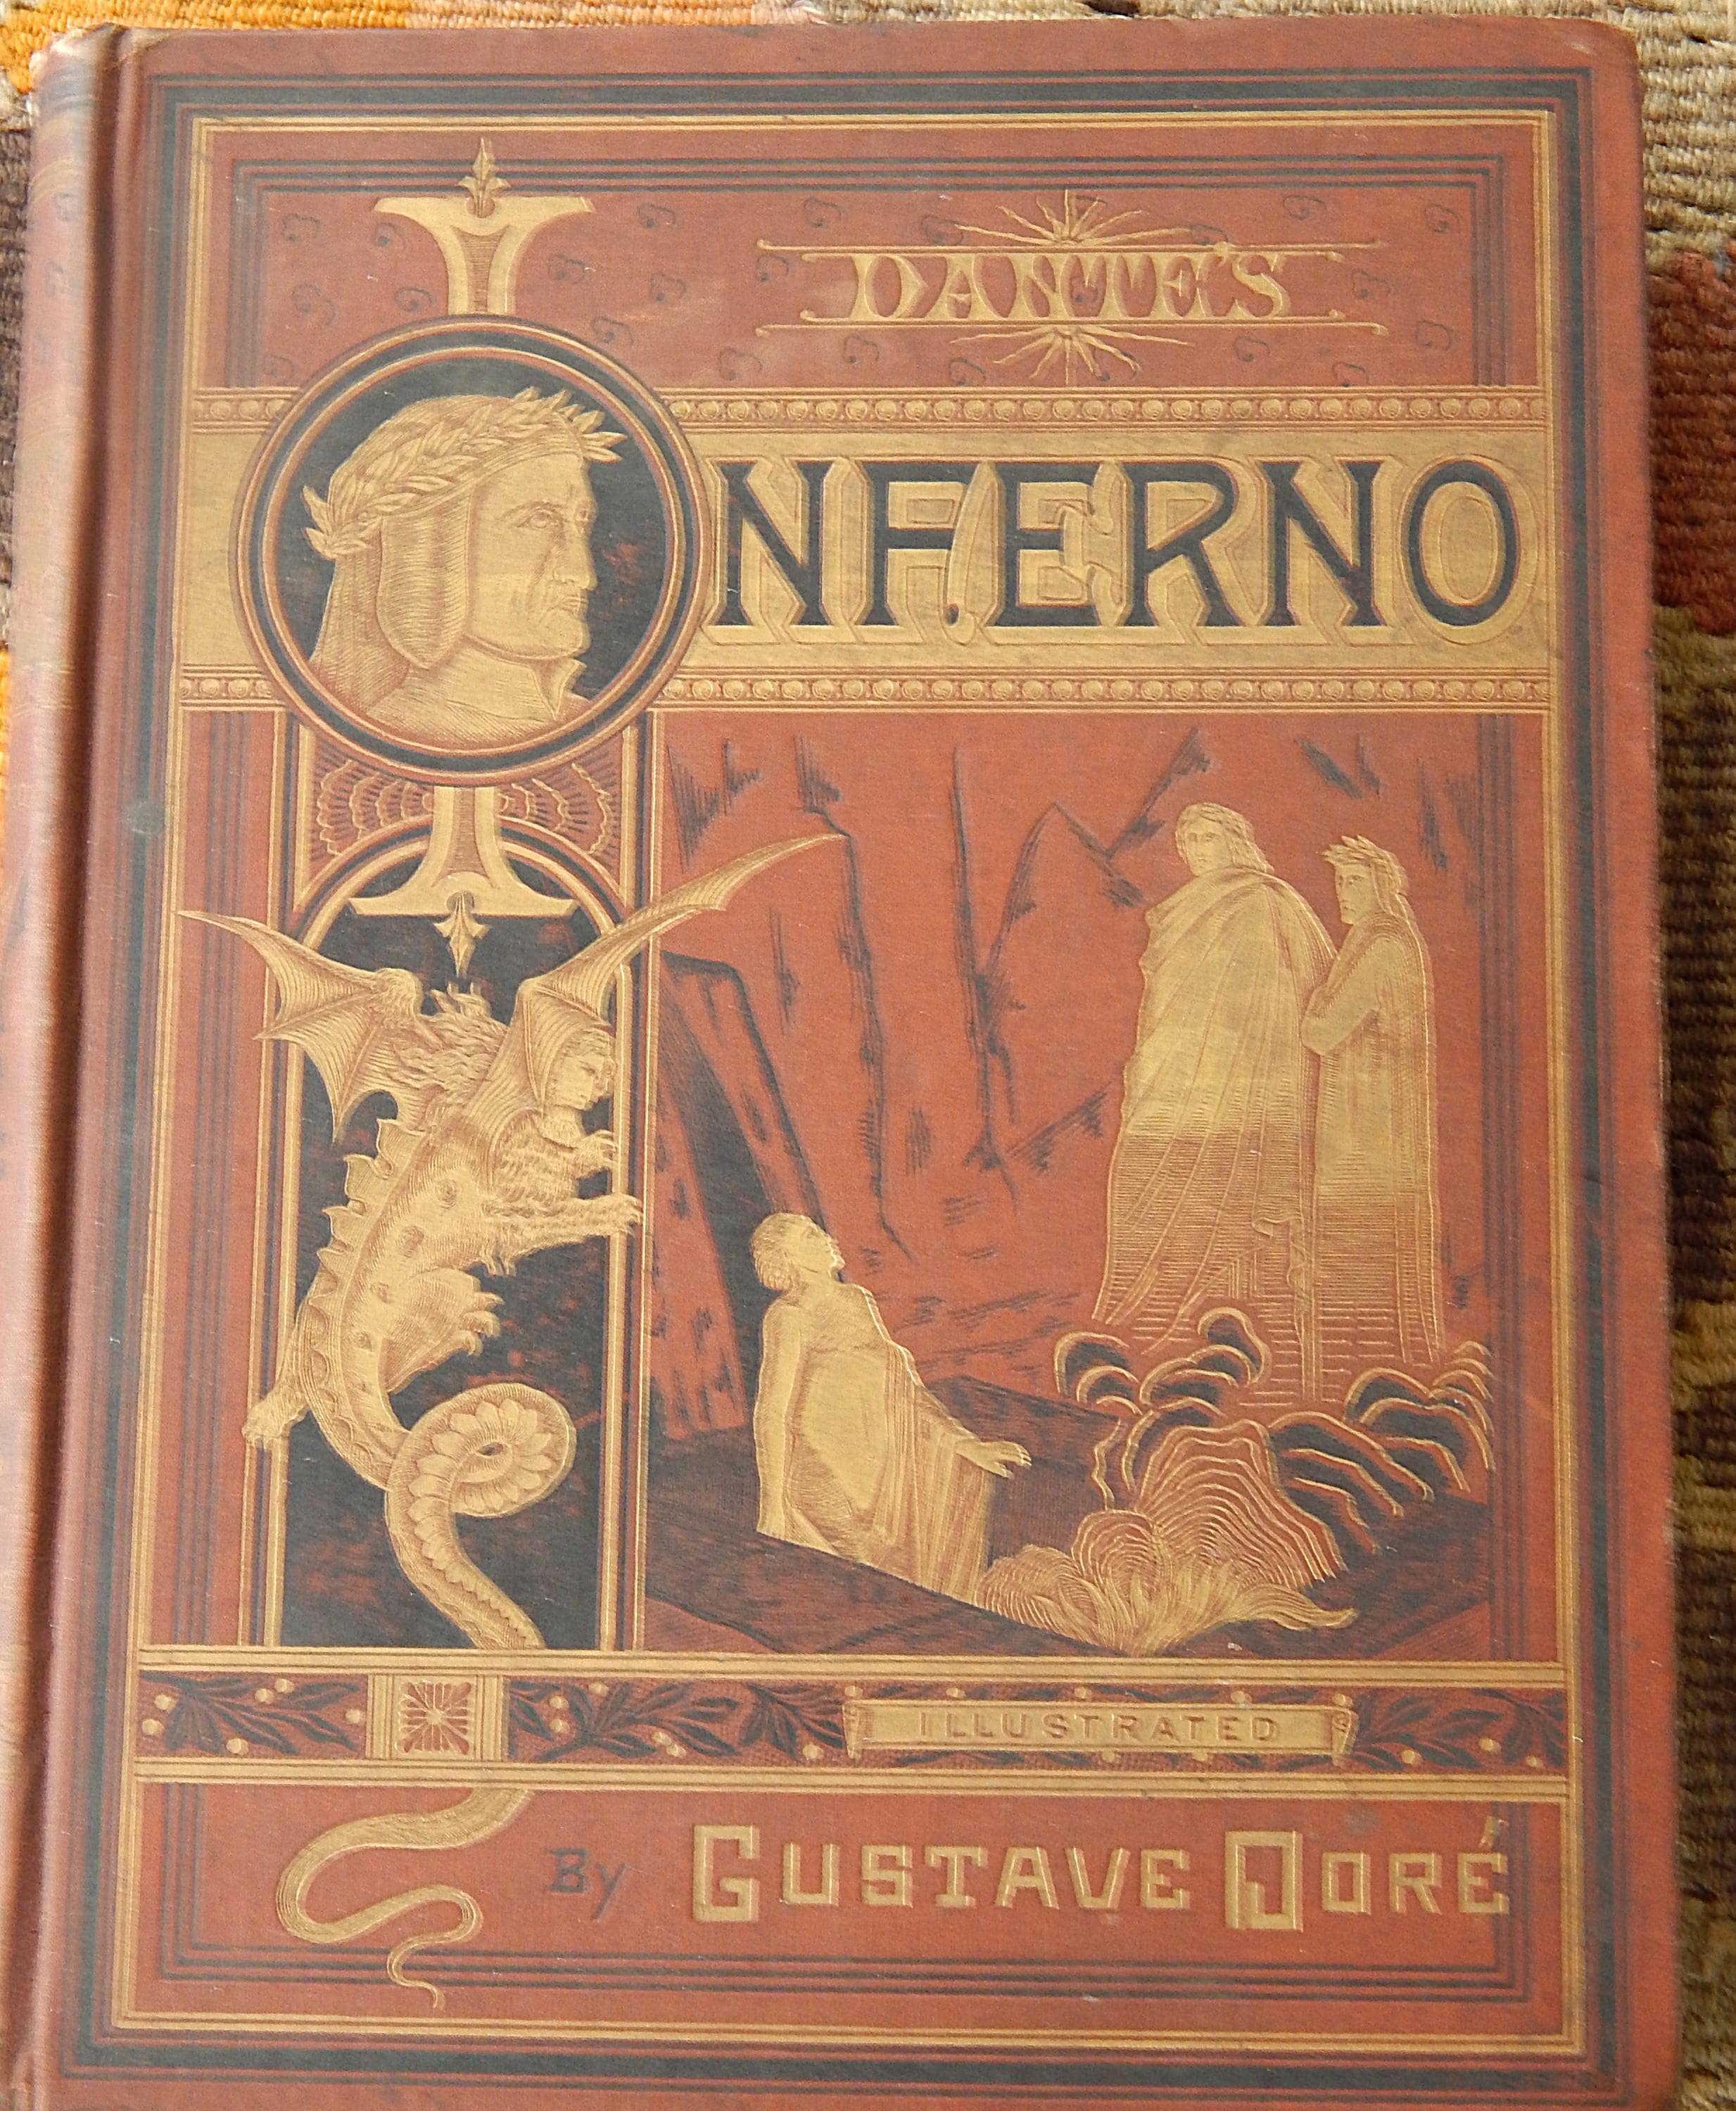 DANTE'S
INFERNO
ILLUSTRATED
By GUSTAVE DORÉ